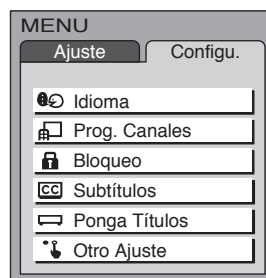 MENU
Ajuste Configu.
Idioma
Prog. Canales
Bloqueo
CC Subtítulos
Ponga Títulos
Otro Ajuste